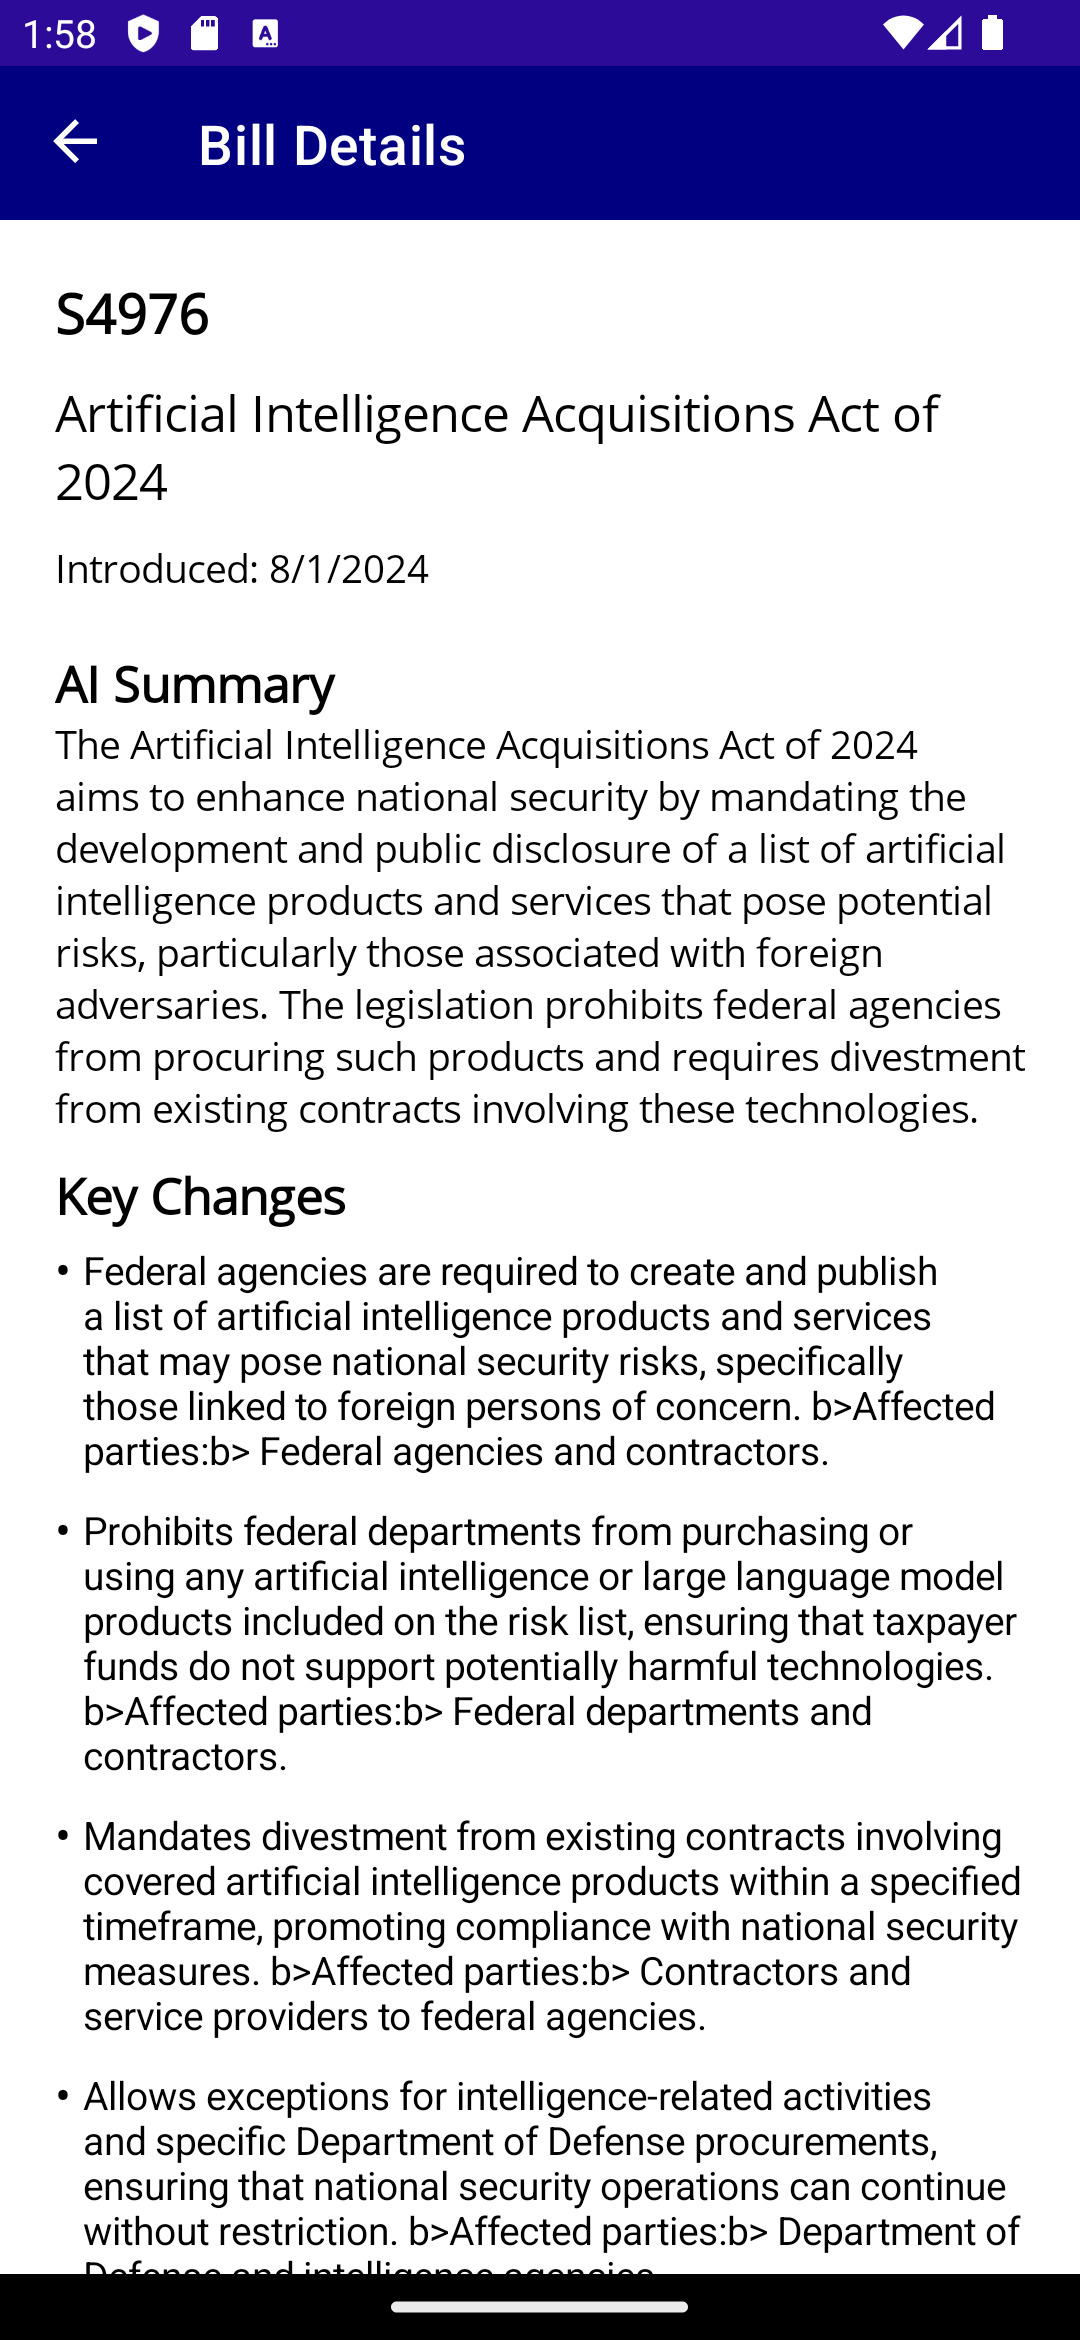 1:58
Bill Details
S4976
Artificial Intelligence Acquisitions Act of
2024
Introduced: 8/1/2024
AI Summary
The Artificial Intelligence Acquisitions Act of 2024
aims to enhance national security by mandating the
development and public disclosure of a list of artificial
intelligence products and services that pose potential
risks, particularly those associated with foreign
adversaries. The legislation prohibits federal agencies
from procuring such products and requires divestment
from existing contracts involving these technologies.
Key Changes
• Federal agencies are required to create and publish
a list of artificial intelligence products and services
that may pose national security risks, specifically
those linked to foreign persons of concern. b>Affected
parties:b> Federal agencies and contractors.
• Prohibits federal departments from purchasing or
using any artificial intelligence or large language model
products included on the risk list, ensuring that taxpayer
funds do not support potentially harmful technologies.
b>Affected parties:b> Federal departments and
contractors.
• Mandates divestment from existing contracts involving
covered artificial intelligence products within a specified
timeframe, promoting compliance with national security
measures. b>Affected parties:b> Contractors and
service providers to federal agencies.
• Allows exceptions for intelligence-related activities
and specific Department of Defense procurements,
ensuring that national security operations can continue
without restriction. b>Affected parties:b> Department of
Defense and intelligence agencies.